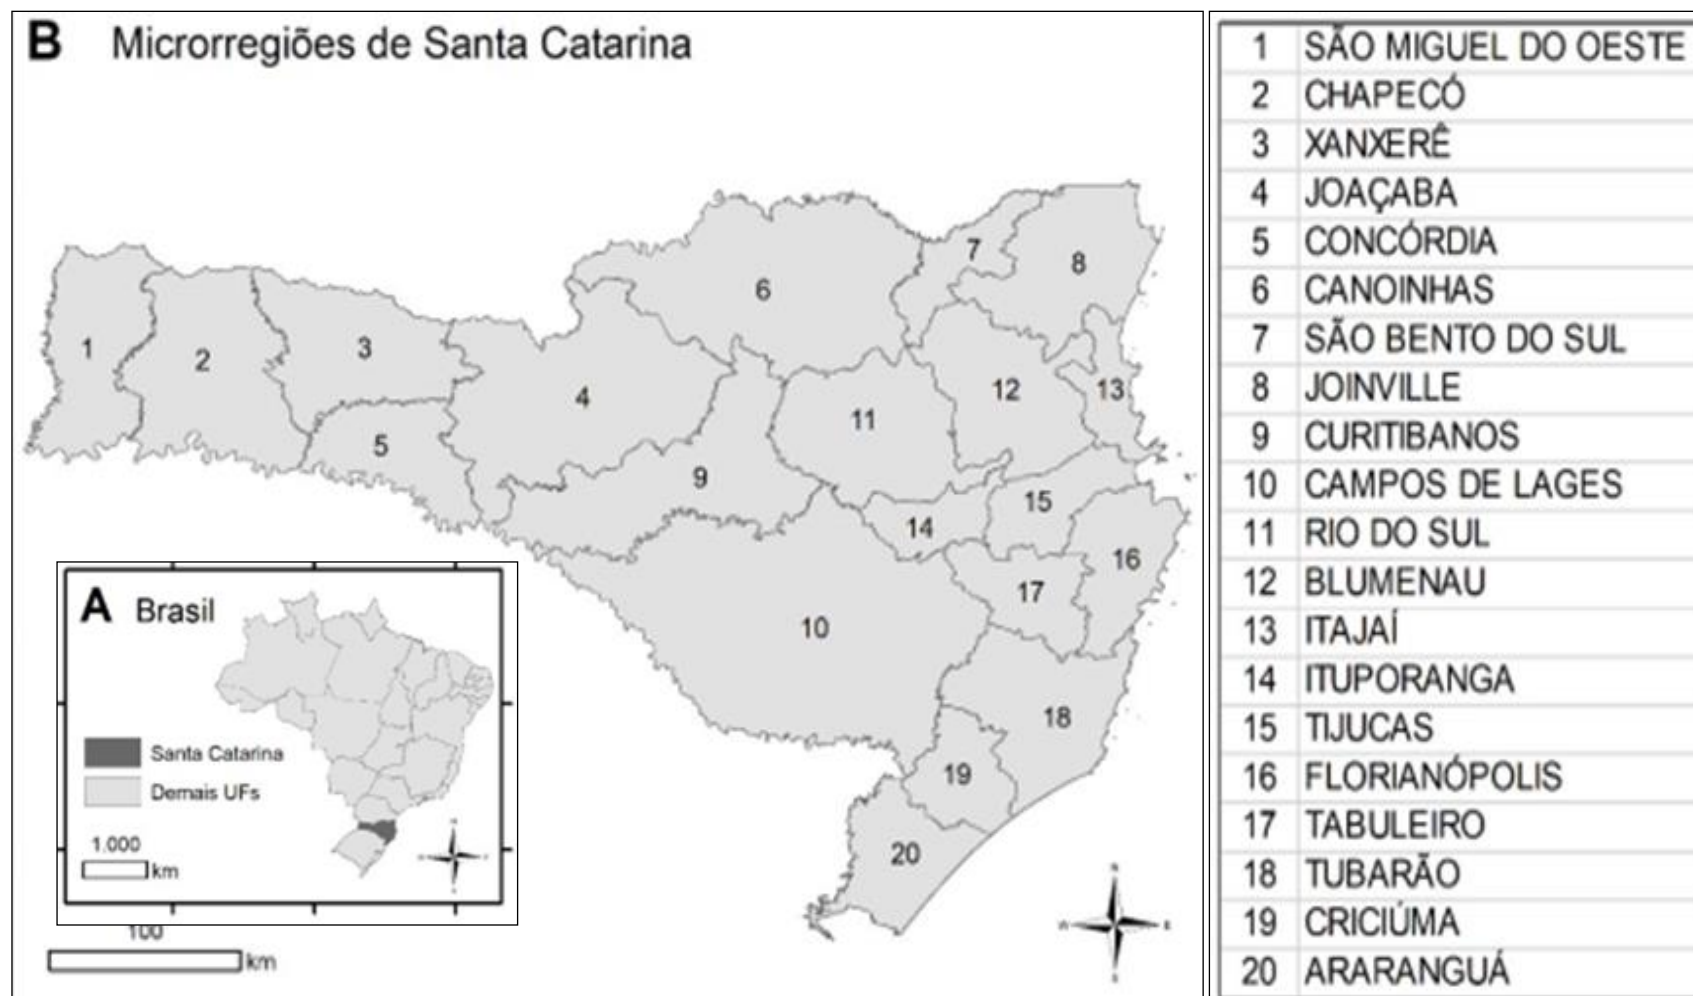 B Microrregiões de Santa Catarina
7
8
6
1
2
3
4
12
13
11
5
9
15
14
16
17
10
18
19
20
A Brasil
Santa Catarina
Demais UFs
1.000
km
100
km
N
W E
S
1 SÃO MIGUEL DO OESTE
2 CHAPECÓ
3 XANXERÊ
4 JOAÇABA
5 CONCÓRDIA
6 CANOINHAS
7 SÃO BENTO DO SUL
8 JOINVILLE
9 CURITIBANOS
10 CAMPOS DE LAGES
11 RIO DO SUL
12 BLUMENAU
13 ITAJAÍ
14 ITUPORANGA
15 TIJUCAS
16 FLORIANÓPOLIS
17 TABULEIRO
18 TUBARÃO
19 CRICIÚMA
20 ARARANGUÁ